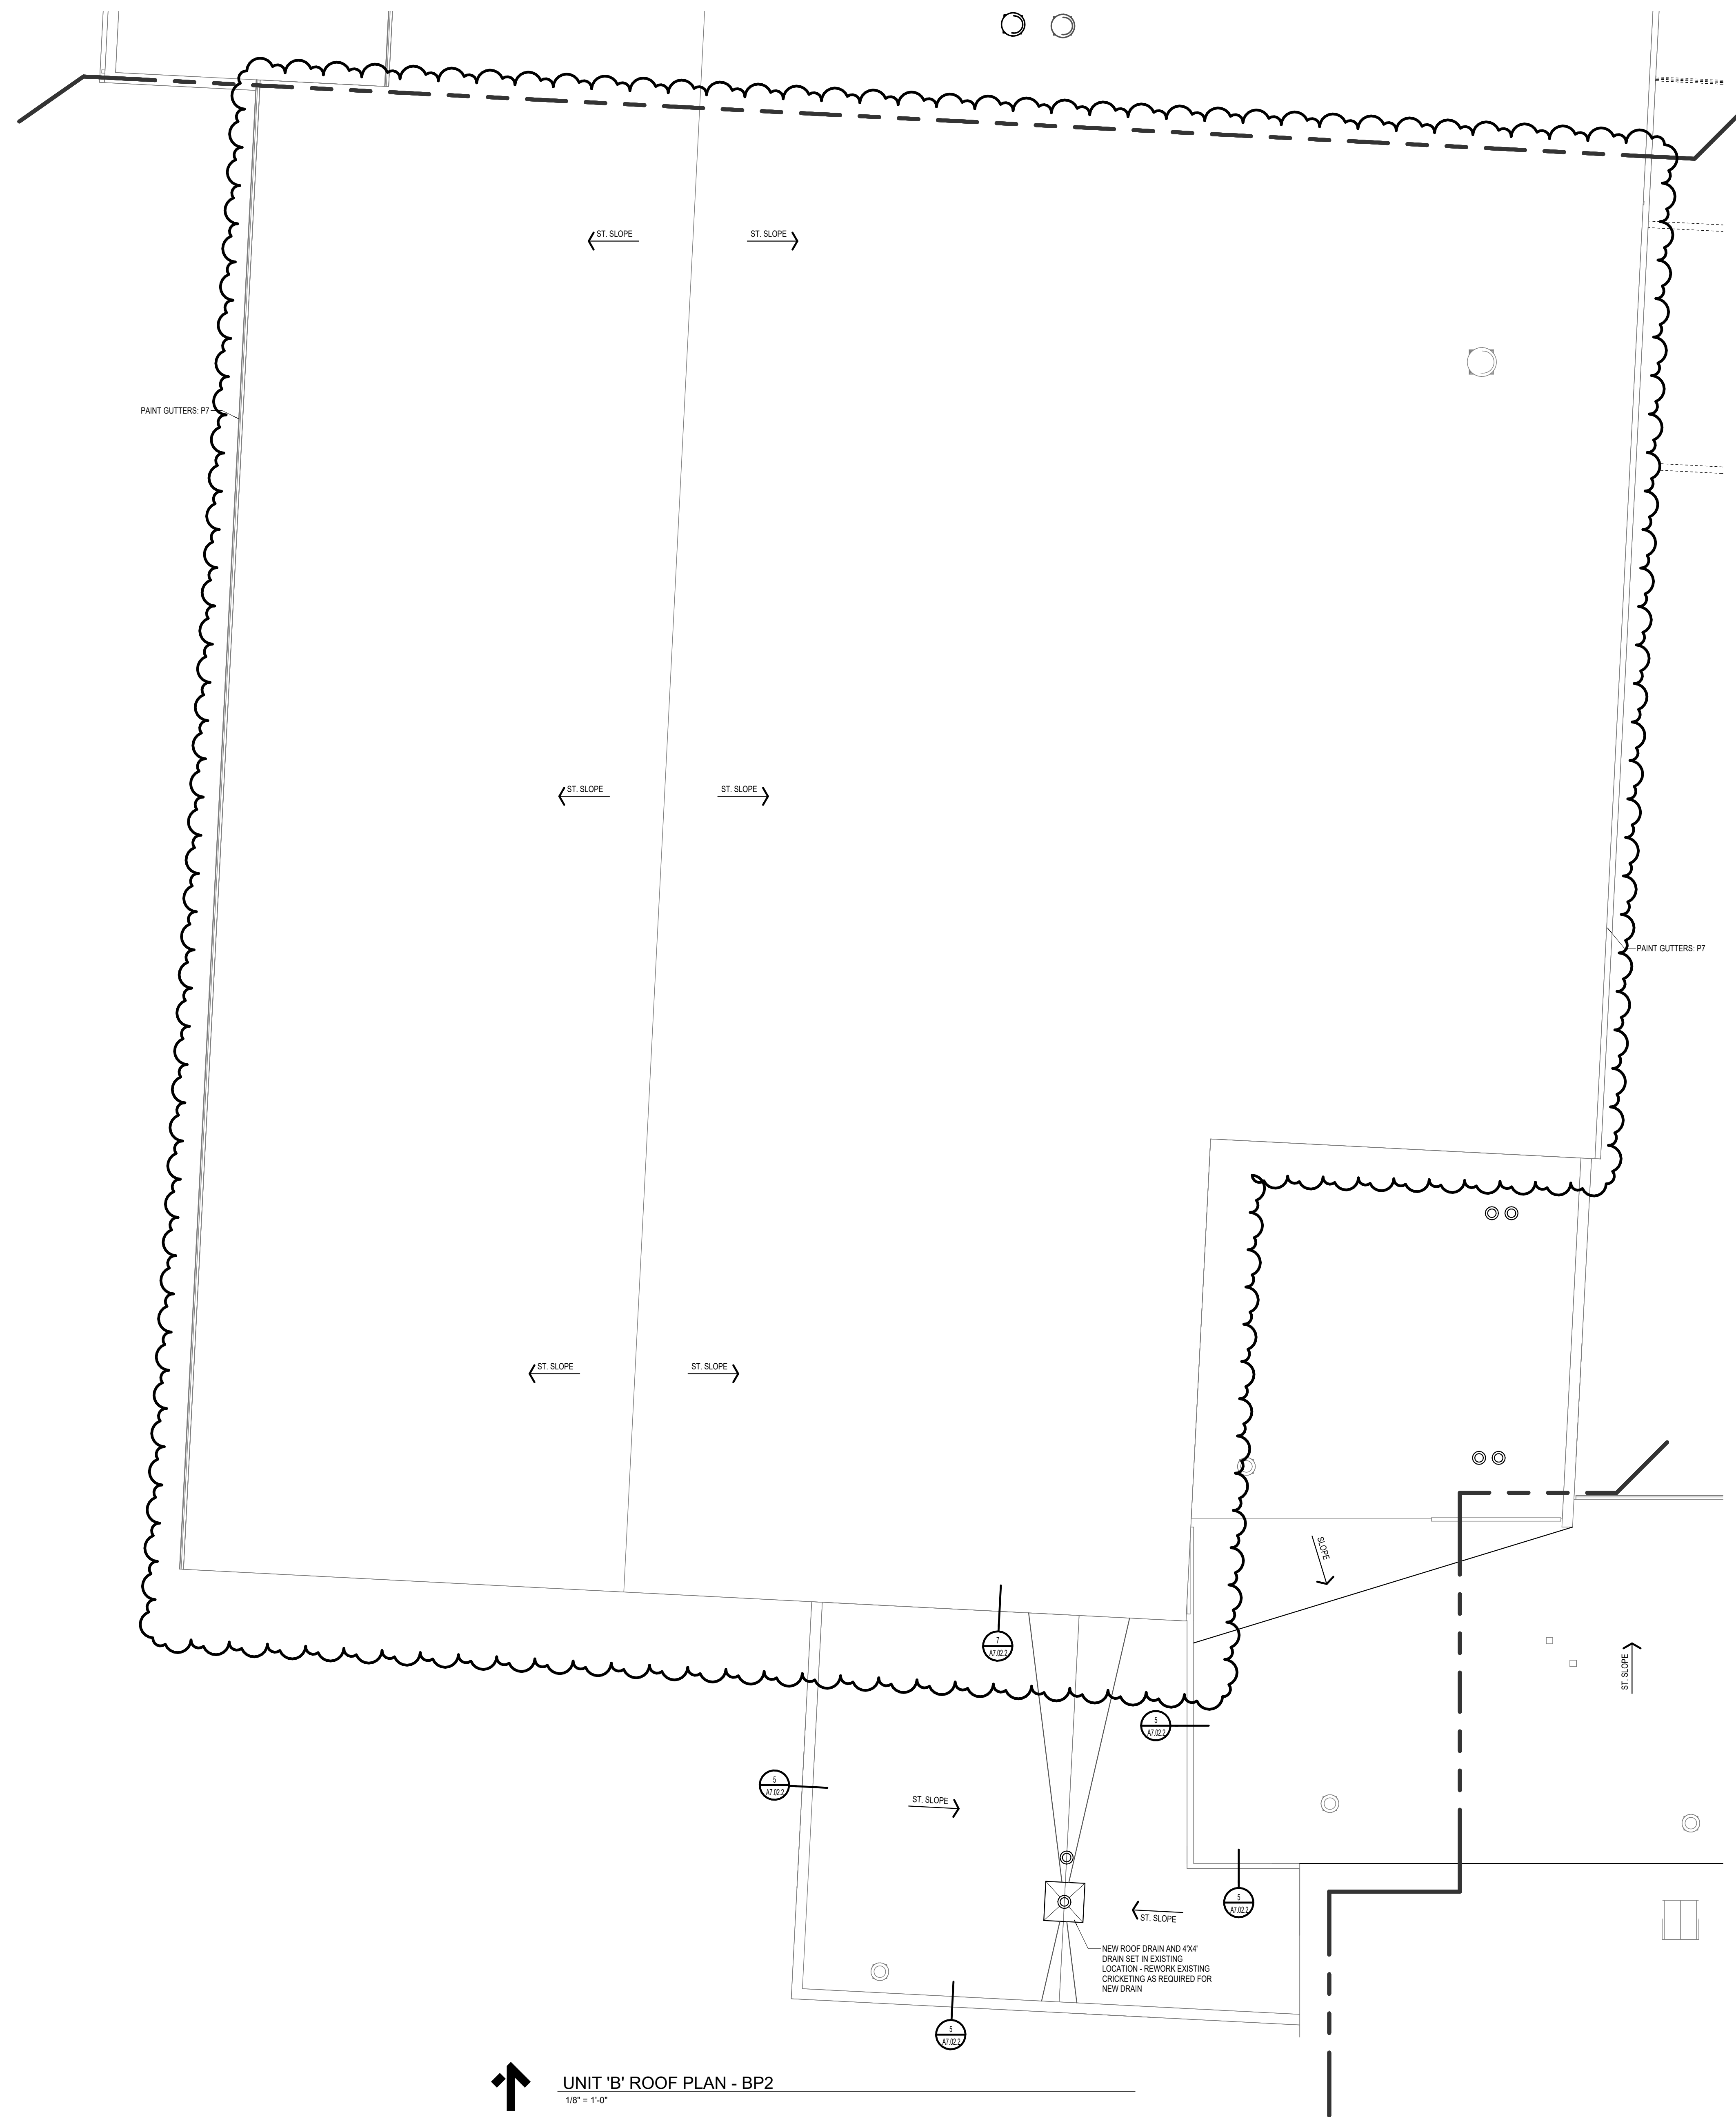 ST. SLOPE
ST. SLOPE
PAINT GUTTERS: P7
ST. SLOPE
ST. SLOPE
PAINT GUTTERS: P7
ST. SLOPE
ST. SLOPE
SLOPE
7
A7.02.2
ST. SLOPE
5
A7.02.2
5
A7.02.2
ST. SLOPE
5
A7.02.2
ST. SLOPE
NEW ROOF DRAIN AND 4'X4'
DRAIN SET IN EXISTING
LOCATION - REWORK EXISTING
CRICKETING AS REQUIRED FOR
NEW DRAIN
5
A7.02.2
UNIT 'B' ROOF PLAN - BP2
1/8" = 1'-0"